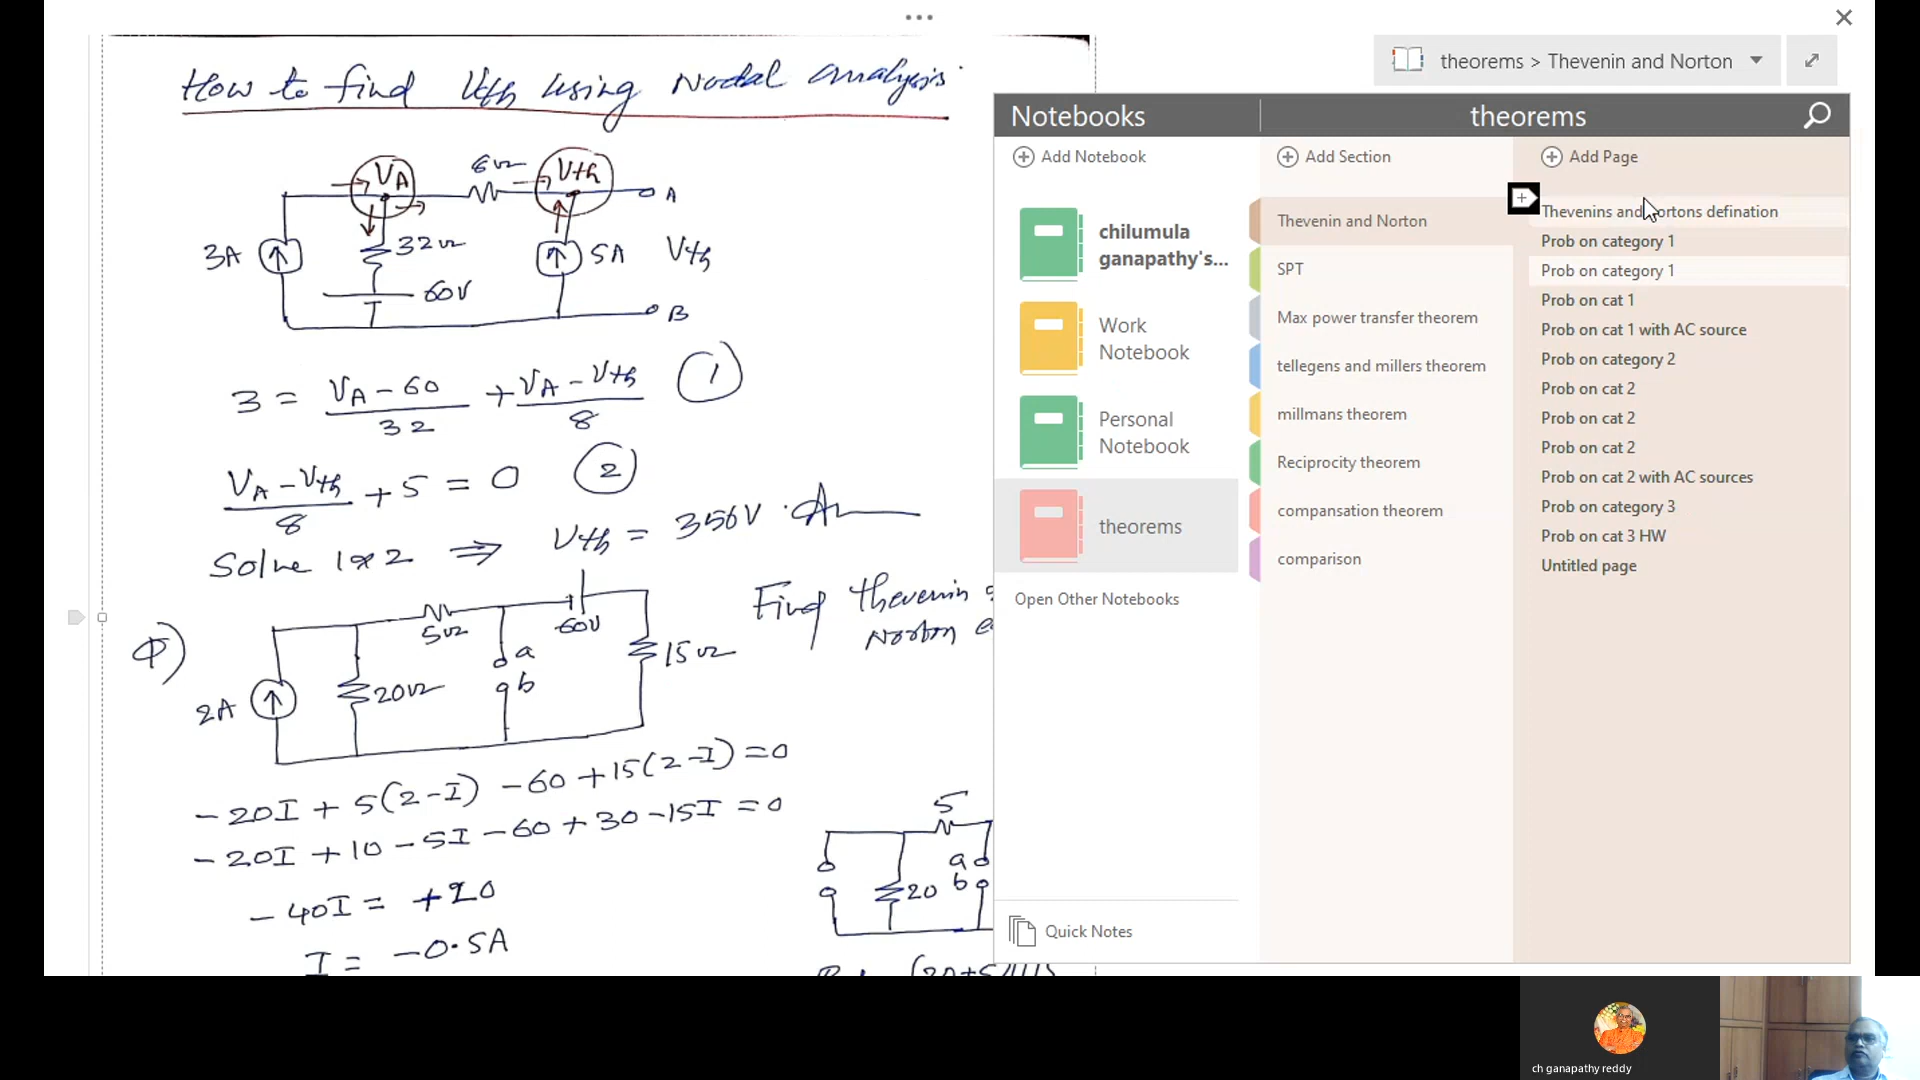 How to find Vth using Nodal analysis
VA 8Ω Vth A
3A 32Ω 5A Vth
60V
B
3 = VA - 60 / 32 + VA - Vth / 8 1
VA - Vth / 8 + 5 = 0 2
Solve 1 & 2 ⇒ Vth = 356V.
Find Thevenin
Norton
5Ω 60V
a
b
15Ω
2A 20Ω
-20I + 5(2-I) -60 +15(2-I) =0
-20I +10 -5I -60 +30 -15I =0
-40I = +20
I = -0.5A
5
a
b
20
theorems > Thevenin and Norton
Notebooks
theorems
Add Notebook
Add Section
Add Page
chilumula
ganapathy's...
Work
Notebook
Personal
Notebook
theorems
Open Other Notebooks
Quick Notes
Thevenin and Norton
SPT
Max power transfer theorem
tellegens and millers theorem
millmans theorem
Reciprocity theorem
compansation theorem
comparison
Thevenins and Nortons defination
Prob on category 1
Prob on category 1
Prob on cat 1
Prob on cat 1 with AC source
Prob on category 2
Prob on cat 2
Prob on cat 2
Prob on cat 2
Prob on cat 2 with AC sources
Prob on category 3
Prob on cat 3 HW
Untitled page
ch ganapathy reddy